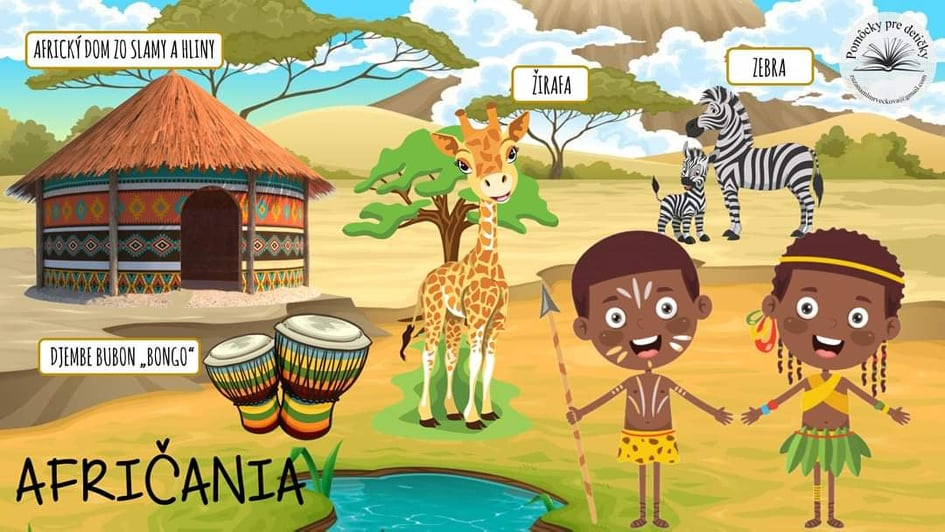 AFRICKÝ DOM ZO SLAMY A HLINY
ŽIRAFA
ZEBRA
Pomôcky pre detičky
DJEMBE BUBON „BONGO“
AFRIČANIA